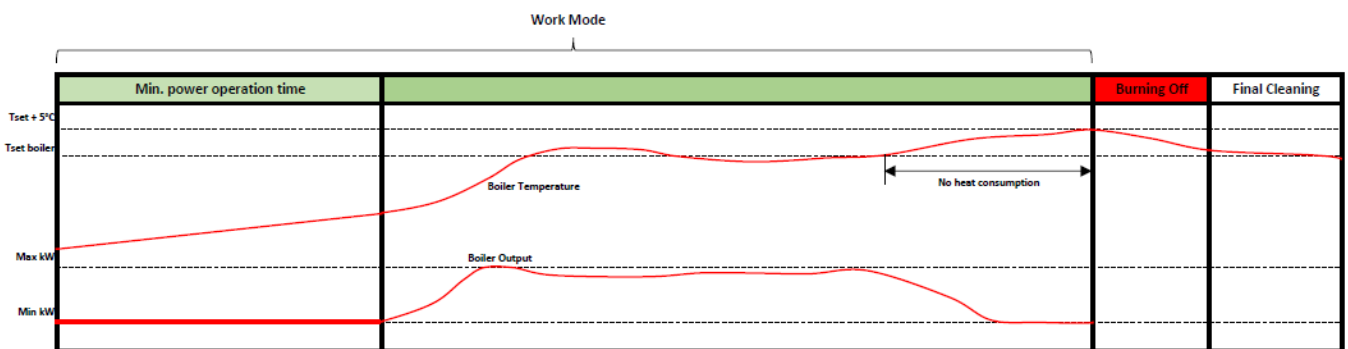 Work Mode
Min. power operation time
Burning Off
Final Cleaning
Tset + 5°C
Tset boiler
Boiler Temperature
No heat consumption
Max kW
Boiler Output
Min kW